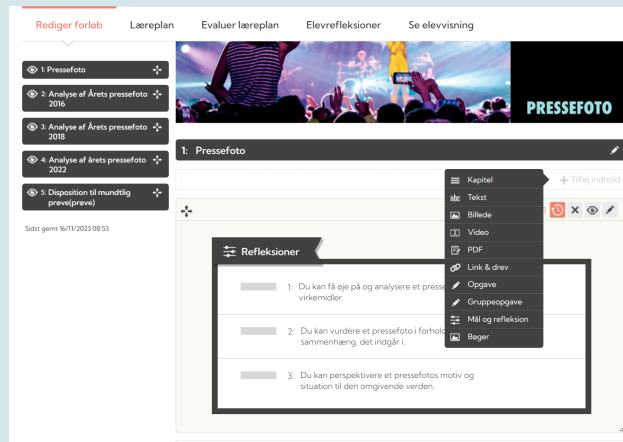 Rediger forløb Læreplan Evaluer læreplan Elevrefleksioner Se elevvisning
1: Pressefoto
2: Analyse af Årets pressefoto
2016
3: Analyse af Årets pressefoto
2018
4: Analyse af årets pressefoto
2022
5: Disposition til mundtlig
prøve(prøve)
Sidst gemt 16/11/2023 08:53
PRESSEFOTO
1: Pressefoto
Tilføj indhold
Kapitel
abc Tekst
Billede
Video
PDF
Link & drev
Opgave
Gruppeopgave
Mål og refleksion
Bøger
Refleksioner
1: Du kan få øje på og analysere et presse
virkemidler.
2: Du kan vurdere et pressefoto i forhold
sammenhæng, det indgår i.
3: Du kan perspektivere et pressefotos motiv og
situation til den omgivende verden.